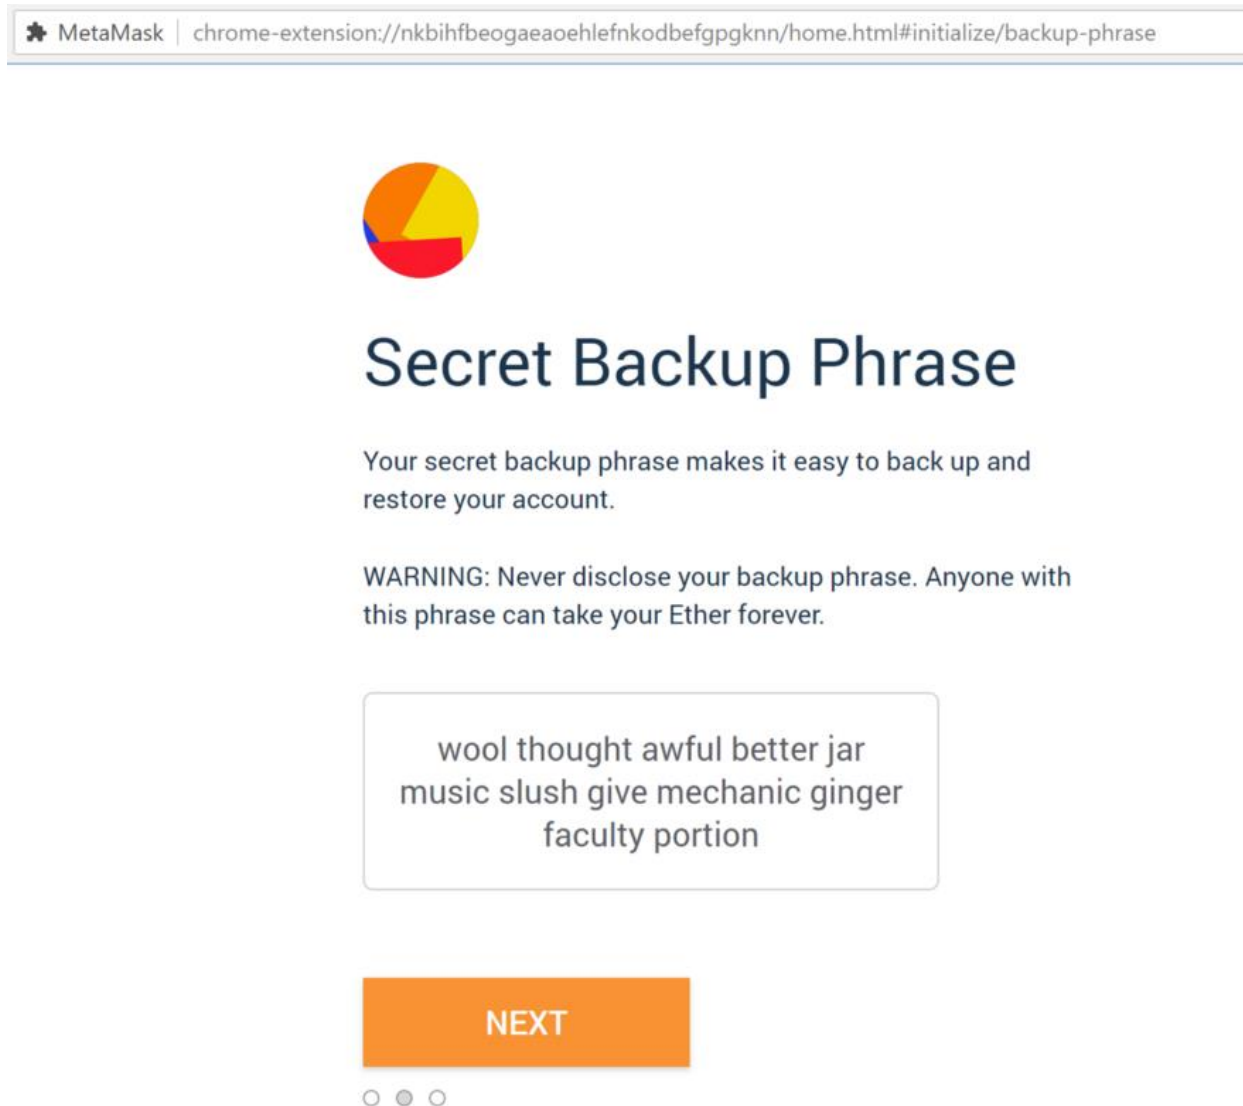 MetaMask | chrome-extension://nkbihfbeogaeaoehlefnkodbefgpgknn/home.html#initialize/backup-phrase
Secret Backup Phrase
Your secret backup phrase makes it easy to back up and
restore your account.
WARNING: Never disclose your backup phrase. Anyone with
this phrase can take your Ether forever.
wool thought awful better jar
music slush give mechanic ginger
faculty portion
NEXT